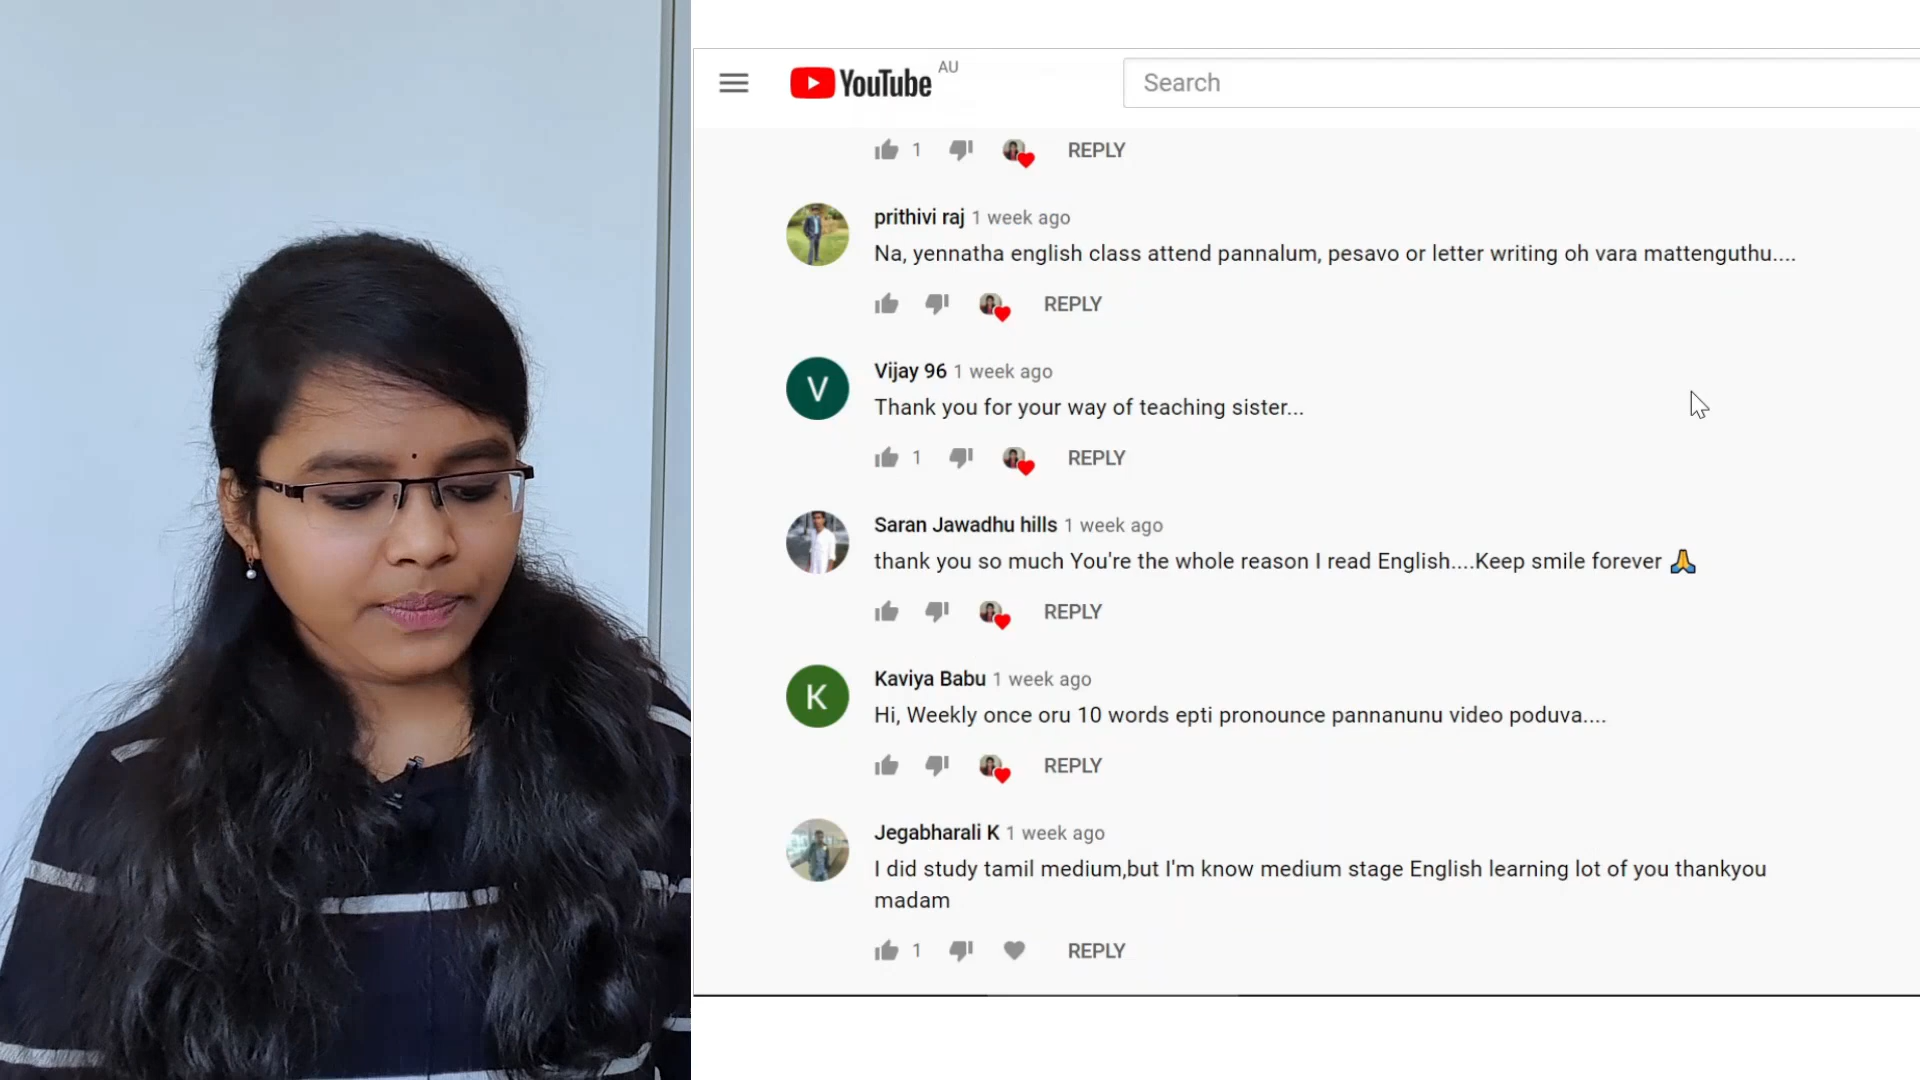 YouTube AU
Search
1 REPLY
prithivi raj 1 week ago
Na, yennatha english class attend pannalum, pesavo or letter writing oh vara mattenguthu....
REPLY
V
Vijay 96 1 week ago
Thank you for your way of teaching sister...
1 REPLY
Saran Jawadhu hills 1 week ago
thank you so much You're the whole reason I read English....Keep smile forever 🙏
REPLY
K
Kaviya Babu 1 week ago
Hi, Weekly once oru 10 words epti pronounce pannanunu video poduva....
REPLY
Jegabharali K 1 week ago
I did study tamil medium,but I'm know medium stage English learning lot of you thankyou
madam
1 REPLY